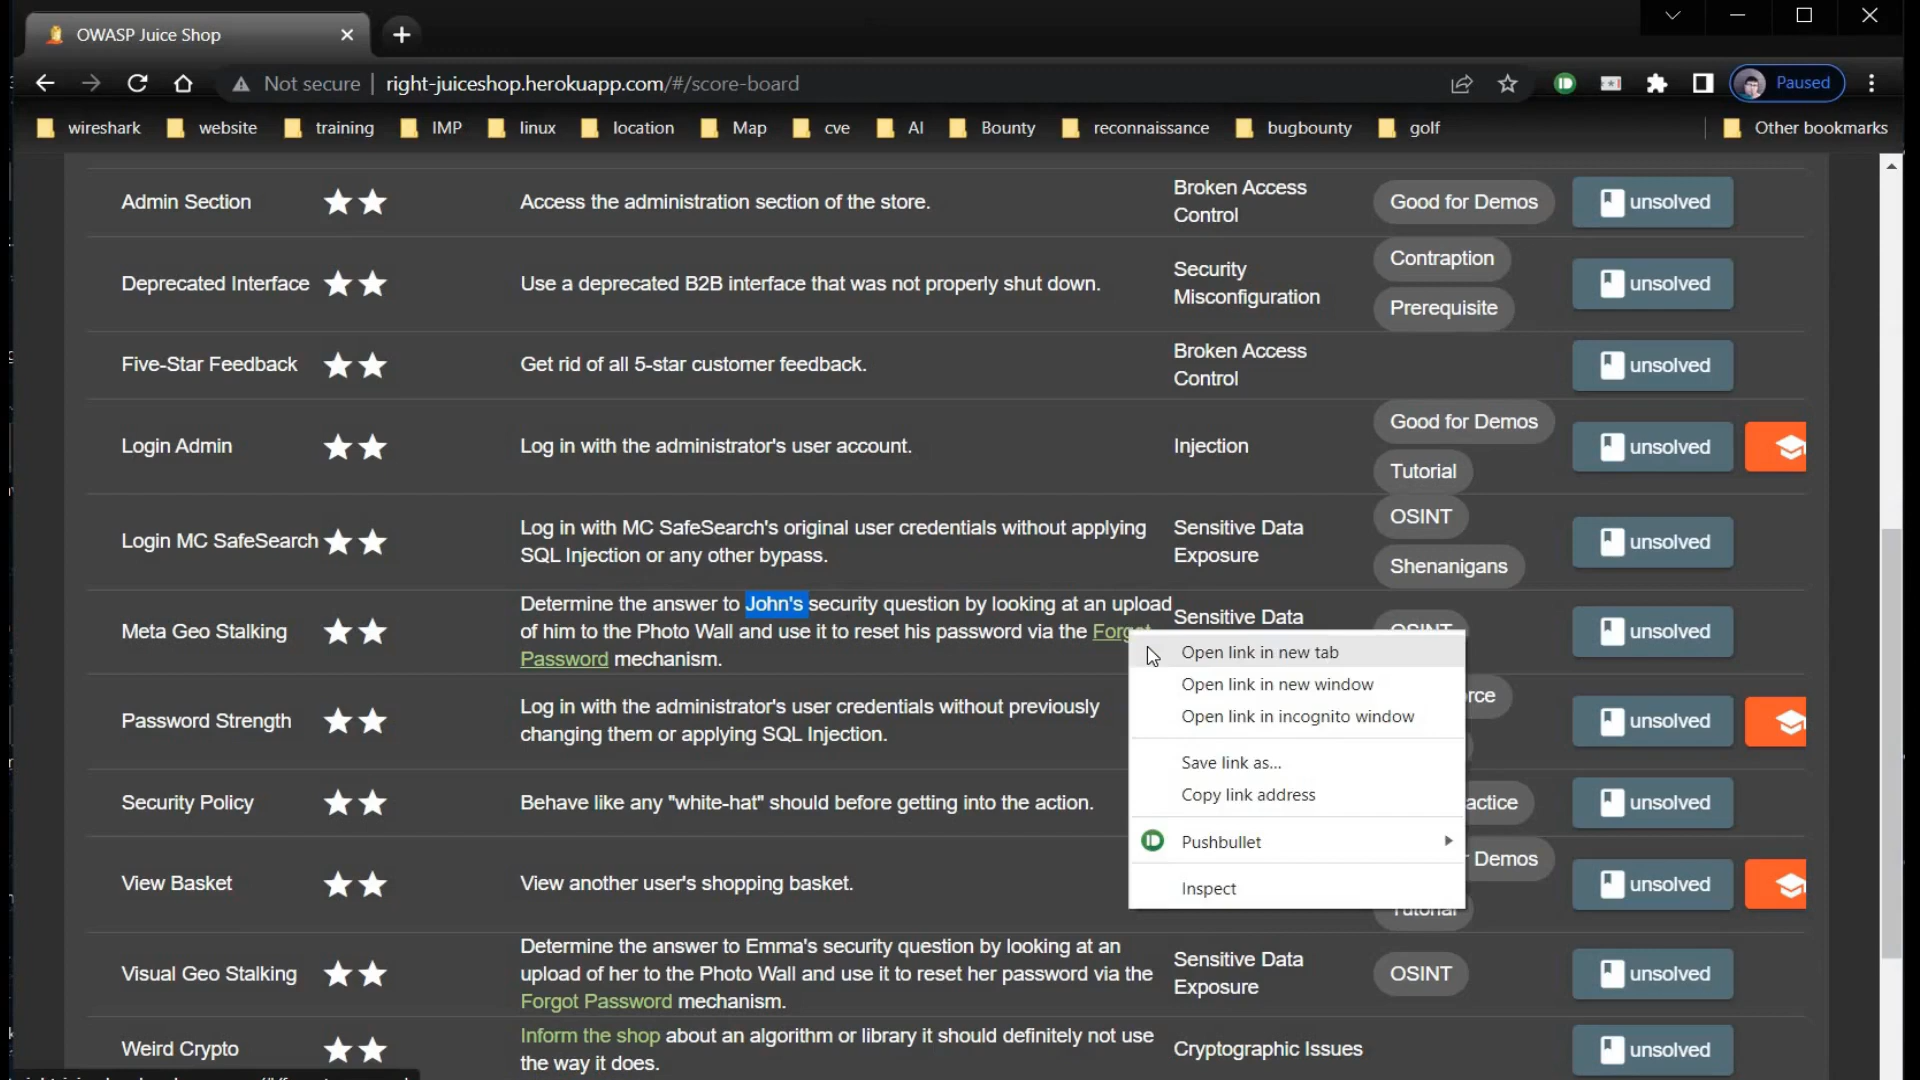 OWASP Juice Shop
Not secure
right-juiceshop.herokuapp.com/#/score-board
Paused
wireshark
website
training
IMP
linux
location
Map
cve
AI
Bounty
reconnaissance
bugbounty
golf
Other bookmarks
Admin Section
Access the administration section of the store.
Broken Access
Control
Good for Demos
unsolved
Deprecated Interface
Use a deprecated B2B interface that was not properly shut down.
Security
Misconfiguration
Contraption
Prerequisite
unsolved
Five-Star Feedback
Get rid of all 5-star customer feedback.
Broken Access
Control
unsolved
Login Admin
Log in with the administrator's user account.
Injection
Good for Demos
Tutorial
unsolved
Login MC SafeSearch
Log in with MC SafeSearch's original user credentials without applying
SQL Injection or any other bypass.
Sensitive Data
Exposure
OSINT
Shenanigans
unsolved
Meta Geo Stalking
Determine the answer to John's security question by looking at an upload
of him to the Photo Wall and use it to reset his password via the Forgot
Password mechanism.
Sensitive Data
OSINT
unsolved
Open link in new tab
Open link in new window
Open link in incognito window
Save link as...
Copy link address
Pushbullet
Inspect
Password Strength
Log in with the administrator's user credentials without previously
changing them or applying SQL Injection.
rce
unsolved
Security Policy
Behave like any "white-hat" should before getting into the action.
actice
unsolved
View Basket
View another user's shopping basket.
r Demos
Tutorial
unsolved
Visual Geo Stalking
Determine the answer to Emma's security question by looking at an
upload of her to the Photo Wall and use it to reset her password via the
Forgot Password mechanism.
Sensitive Data
Exposure
OSINT
unsolved
Weird Crypto
Inform the shop about an algorithm or library it should definitely not use
the way it does.
Cryptographic Issues
unsolved